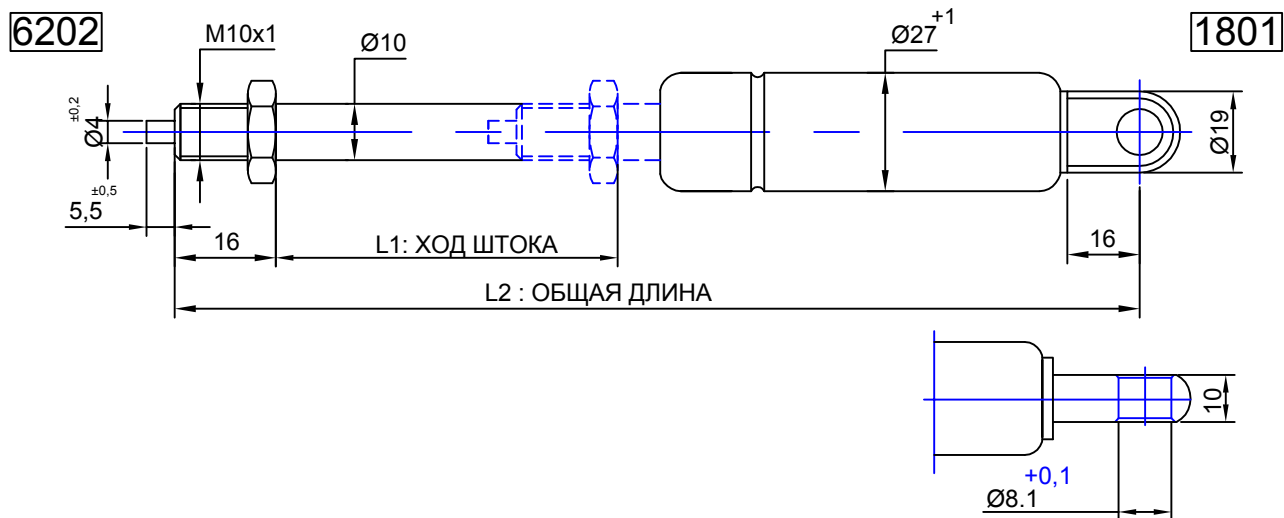 6202
M10x1
Ø10
Ø27 +1
1801
Ø4 ±0,2
Ø19
5,5 ±0,5
16
L1: ХОД ШТОКА
16
L2 : ОБЩАЯ ДЛИНА
10
+0,1
Ø8.1